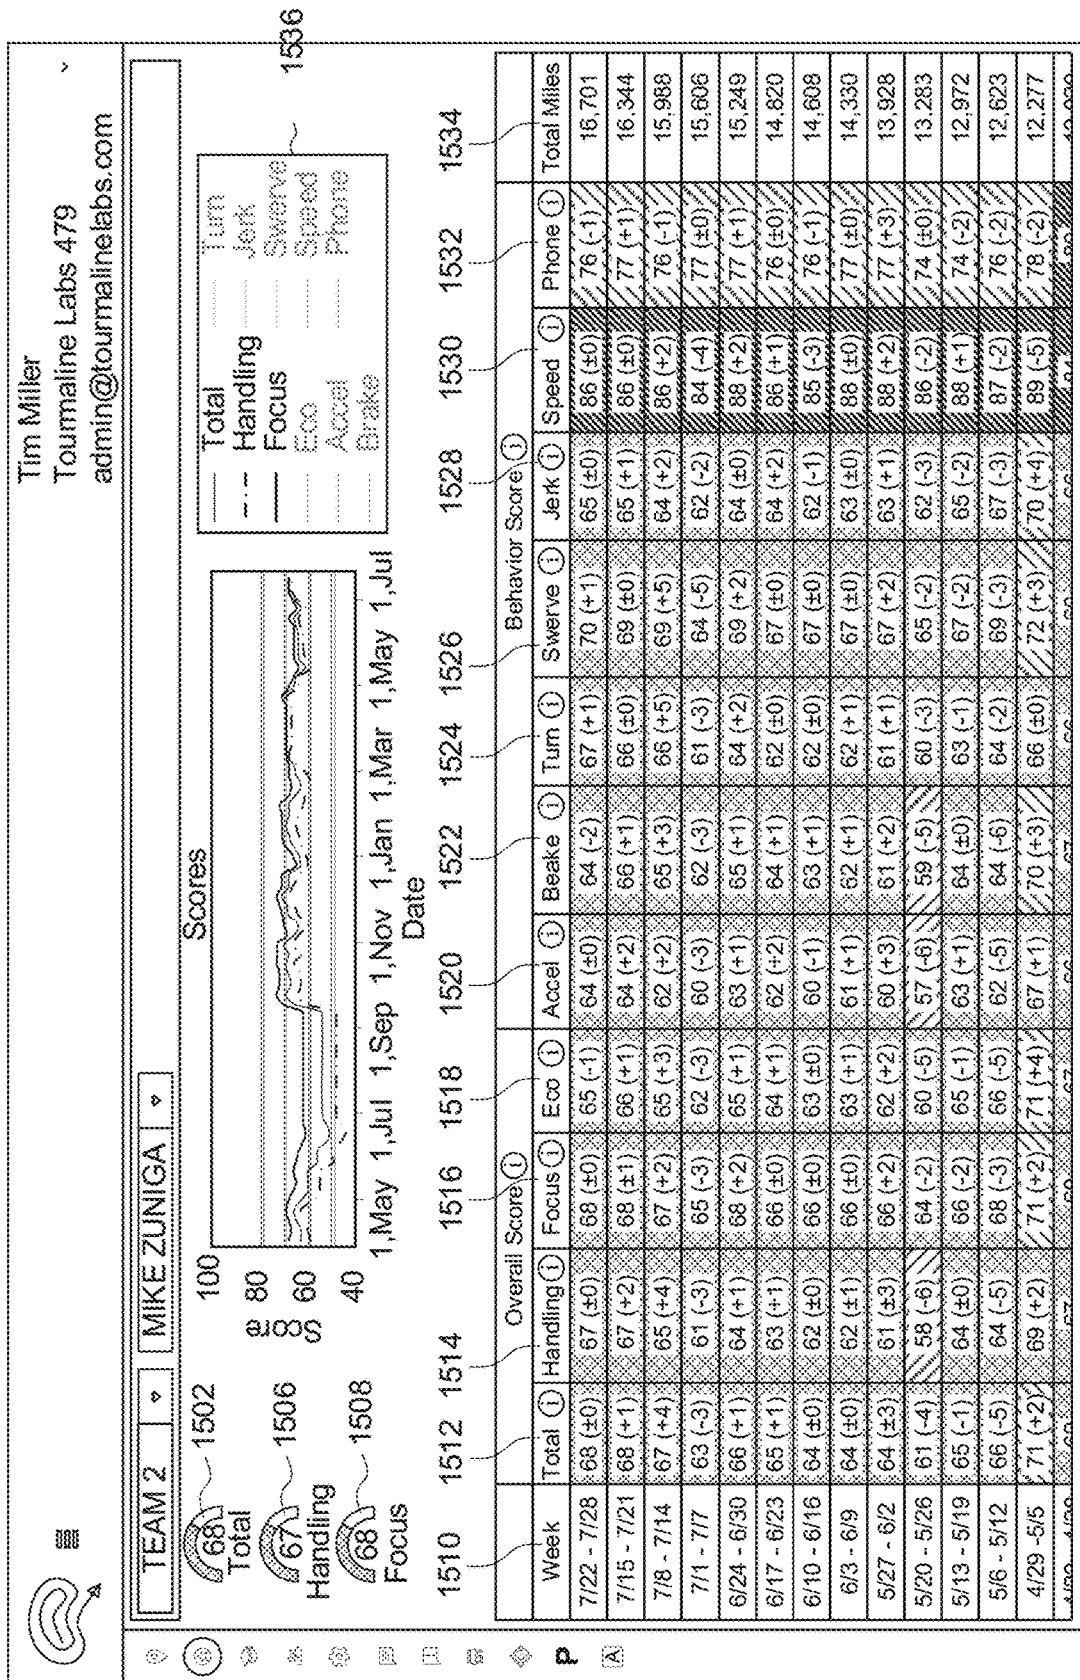 Tim Miller
Tourmaline Labs 479
admin@tourmalinelabs.com
TEAM 2 MIKE ZUNIGA
68 1502
Total
67 1506
Handling
68 1508
Focus
Scores
Score
100
80
60
40
1,May 1,Jul 1,Sep 1,Nov 1,Jan 1,Mar 1,May 1,Jul
Date
Total Turn
Handling Jerk
Focus Swerve
Eco Speed
Accel Phone
Brake
1536
1510 1512 1514 1516 1518 1520 1522 1524 1526 1528 1530 1532 1534
Overall Score i Behavior Score i
Week Total i Handling i Focus i Eco i Accel i Beake i Turn i Swerve i Jerk i Speed i Phone i Total Miles
7/22 - 7/28 68 (±0) 67 (±0) 68 (±0) 65 (-1) 64 (±0) 64 (-2) 67 (+1) 70 (+1) 65 (±0) 86 (±0) 76 (-1) 16,701
7/15 - 7/21 68 (+1) 67 (+2) 68 (±1) 66 (+1) 64 (+2) 66 (+1) 66 (±0) 69 (±0) 65 (+1) 86 (±0) 77 (+1) 16,344
7/8 - 7/14 67 (+4) 65 (+4) 67 (+2) 65 (+3) 62 (+2) 65 (+3) 66 (+5) 69 (+5) 64 (+2) 86 (+2) 76 (-1) 15,988
7/1 - 7/7 63 (-3) 61 (-3) 65 (-3) 62 (-3) 60 (-3) 62 (-3) 61 (-3) 64 (-5) 62 (-2) 84 (-4) 77 (±0) 15,606
6/24 - 6/30 66 (+1) 64 (+1) 68 (+2) 65 (+1) 63 (+1) 65 (+1) 64 (+2) 69 (+2) 64 (±0) 88 (+2) 77 (+1) 15,249
6/17 - 6/23 65 (+1) 63 (+1) 66 (±0) 64 (+1) 62 (+2) 64 (+1) 62 (±0) 67 (±0) 64 (+2) 86 (+1) 76 (±0) 14,820
6/10 - 6/16 64 (±0) 62 (±0) 66 (±0) 63 (±0) 60 (-1) 63 (+1) 62 (±0) 67 (±0) 62 (-1) 85 (-3) 76 (-1) 14,608
6/3 - 6/9 64 (±0) 62 (±1) 66 (±0) 63 (+1) 61 (+1) 62 (+1) 62 (+1) 67 (±0) 63 (±0) 88 (±0) 77 (±0) 14,330
5/27 - 6/2 64 (±3) 61 (±3) 66 (+2) 62 (+2) 60 (+3) 61 (+2) 61 (+1) 67 (+2) 63 (+1) 88 (+2) 77 (+3) 13,928
5/20 - 5/26 61 (-4) 58 (-6) 64 (-2) 60 (-5) 57 (-6) 59 (-5) 60 (-3) 65 (-2) 62 (-3) 86 (-2) 74 (±0) 13,283
5/13 - 5/19 65 (-1) 64 (±0) 66 (-2) 65 (-1) 63 (+1) 64 (±0) 63 (-1) 67 (-2) 65 (-2) 88 (+1) 74 (-2) 12,972
5/6 - 5/12 66 (-5) 64 (-5) 68 (-3) 66 (-5) 62 (-5) 64 (-6) 64 (-2) 69 (-3) 67 (-3) 87 (-2) 76 (-2) 12,623
4/29 -5/5 71 (+2) 69 (+2) 71 (+2) 71 (+4) 67 (+1) 70 (+3) 66 (±0) 72 (+3) 70 (+4) 89 (-5) 78 (-2) 12,277
P
A